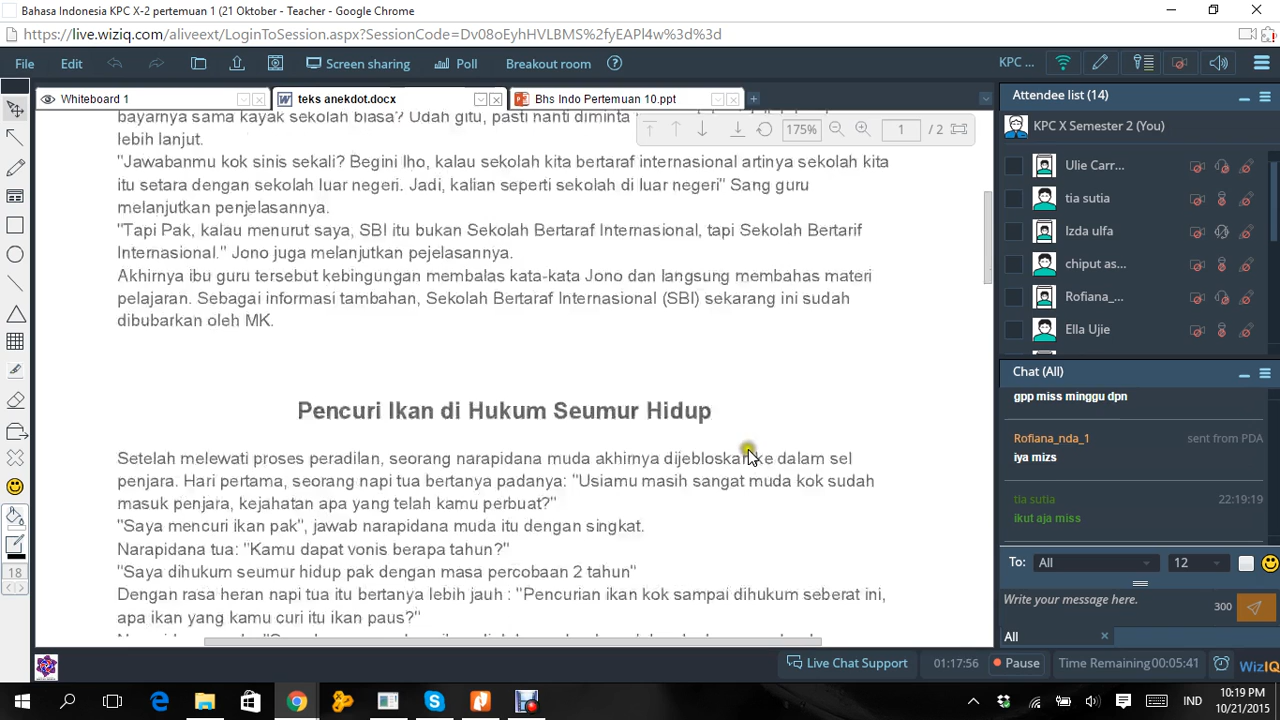 Bahasa Indonesia KPC X-2 pertemuan 1 (21 Oktober - Teacher - Google Chrome
https://live.wiziq.com/aliveext/LoginToSession.aspx?SessionCode=Dv08oEyhHVLBMS%2fyEAPl4w%3d%3d
File Edit Screen sharing Poll Breakout room KPC ...
Whiteboard 1 teks anekdot.docx Bhs Indo Pertemuan 10.ppt
175% 1 / 2
lebih lanjut.
"Jawabanmu kok sinis sekali? Begini lho, kalau sekolah kita bertaraf internasional artinya sekolah kita
itu setara dengan sekolah luar negeri. Jadi, kalian seperti sekolah di luar negeri" Sang guru
melanjutkan penjelasannya.
"Tapi Pak, kalau menurut saya, SBI itu bukan Sekolah Bertaraf Internasional, tapi Sekolah Bertarif
Internasional." Jono juga melanjutkan pejelasannya.
Akhirnya ibu guru tersebut kebingungan membalas kata-kata Jono dan langsung membahas materi
pelajaran. Sebagai informasi tambahan, Sekolah Bertaraf Internasional (SBI) sekarang ini sudah
dibubarkan oleh MK.
Pencuri Ikan di Hukum Seumur Hidup
Setelah melewati proses peradilan, seorang narapidana muda akhirnya dijebloskan ke dalam sel
penjara. Hari pertama, seorang napi tua bertanya padanya: "Usiamu masih sangat muda kok sudah
masuk penjara, kejahatan apa yang telah kamu perbuat?"
"Saya mencuri ikan pak", jawab narapidana muda itu dengan singkat.
Narapidana tua: "Kamu dapat vonis berapa tahun?"
"Saya dihukum seumur hidup pak dengan masa percobaan 2 tahun"
Dengan rasa heran napi tua itu bertanya lebih jauh : "Pencurian ikan kok sampai dihukum seberat ini,
apa ikan yang kamu curi itu ikan paus?"
18
Attendee list (14)
KPC X Semester 2 (You)
Ulie Carr...
tia sutia
Izda ulfa
chiput as...
Rofiana_...
Ella Ujie
Chat (All)
gpp miss minggu dpn
Rofiana_nda_1 sent from PDA
iya mizs
tia sutia 22:19:19
ikut aja miss
To: All 12
Write your message here. 300
All
Live Chat Support 01:17:56 Pause Time Remaining 00:05:41 WizIQ
IND 10:19 PM
10/21/2015